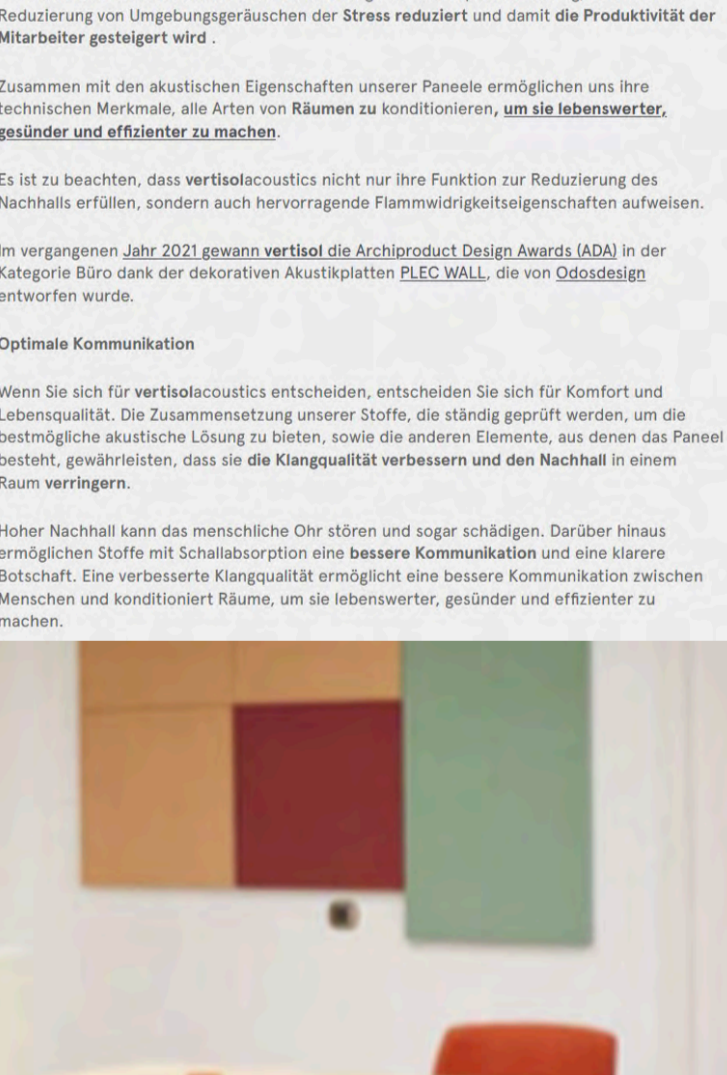 Reduzierung von Umgebungsgeräuschen der Stress reduziert und damit die Produktivität der
Mitarbeiter gesteigert wird .
Zusammen mit den akustischen Eigenschaften unserer Paneele ermöglichen uns ihre
technischen Merkmale, alle Arten von Räumen zu konditionieren, um sie lebenswerter,
gesünder und effizienter zu machen.
Es ist zu beachten, dass vertisolacoustics nicht nur ihre Funktion zur Reduzierung des
Nachhalls erfüllen, sondern auch hervorragende Flammwidrigkeitseigenschaften aufweisen.
Im vergangenen Jahr 2021 gewann vertisol die Archiproduct Design Awards (ADA) in der
Kategorie Büro dank der dekorativen Akustikplatten PLEC WALL, die von Odosdesign
entworfen wurde.
Optimale Kommunikation
Wenn Sie sich für vertisolacoustics entscheiden, entscheiden Sie sich für Komfort und
Lebensqualität. Die Zusammensetzung unserer Stoffe, die ständig geprüft werden, um die
bestmögliche akustische Lösung zu bieten, sowie die anderen Elemente, aus denen das Paneel
besteht, gewährleisten, dass sie die Klangqualität verbessern und den Nachhall in einem
Raum verringern.
Hoher Nachhall kann das menschliche Ohr stören und sogar schädigen. Darüber hinaus
ermöglichen Stoffe mit Schallabsorption eine bessere Kommunikation und eine klarere
Botschaft. Eine verbesserte Klangqualität ermöglicht eine bessere Kommunikation zwischen
Menschen und konditioniert Räume, um sie lebenswerter, gesünder und effizienter zu
machen.